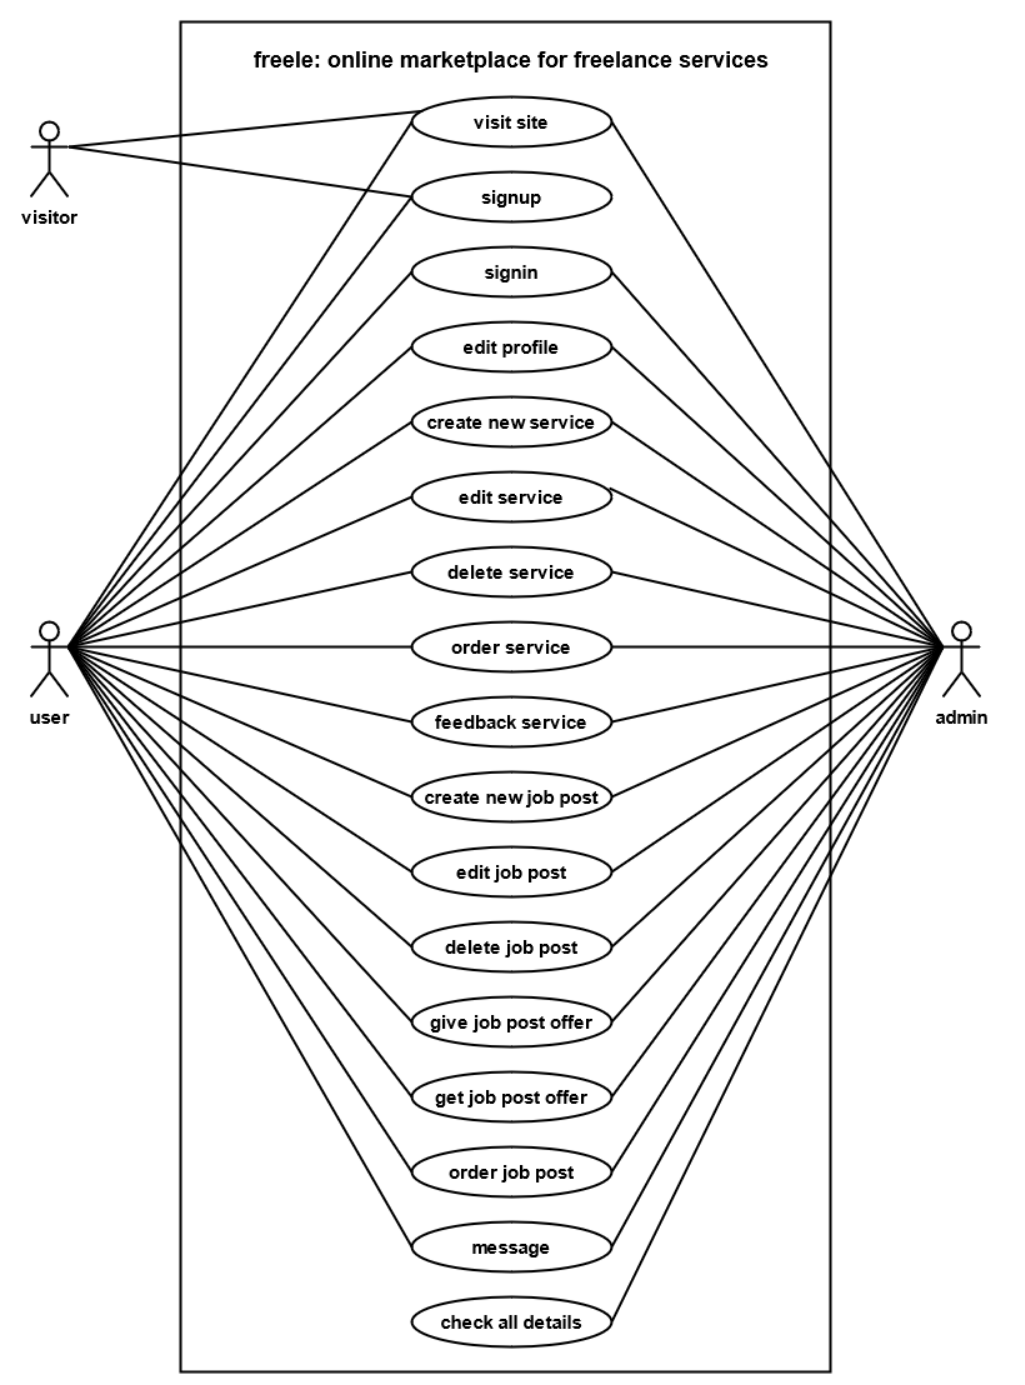 freele: online marketplace for freelance services
visit site
visitor
signup
signin
edit profile
create new service
edit service
delete service
order service
user
admin
feedback service
create new job post
edit job post
delete job post
give job post offer
get job post offer
order job post
message
check all details